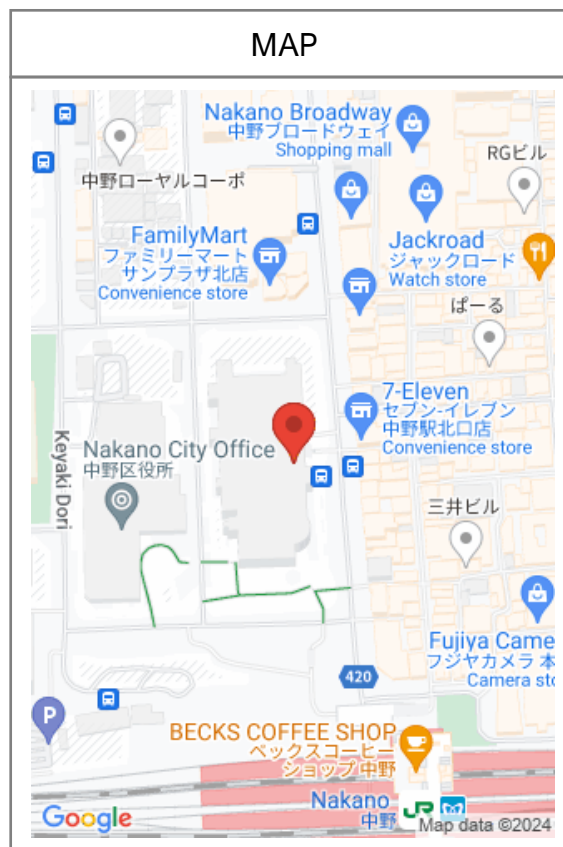 MAP
Nakano Broadway
中野ブロードウェイ
Shopping mall
RGビル
中野ローヤルコーポ
FamilyMart
ファミリーマート
サンプラザ北店
Convenience store
Jackroad
ジャックロード
Watch store
ぱーる
7-Eleven
セブン-イレブン
中野駅北口店
Convenience store
Keyaki Dori
Nakano City Office
中野区役所
三井ビル
Fujiya Came
フジヤカメラ 本
Camera sto
420
P
BECKS COFFEE SHOP
ベックスコーヒー
ショップ 中野
Nakano
中野
JR
Google
Map data ©2024